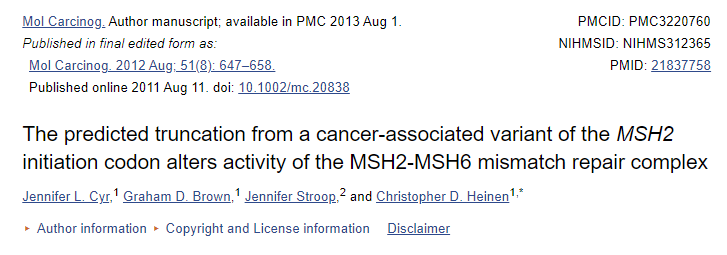 Mol Carcinog. Author manuscript; available in PMC 2013 Aug 1.
PMCID: PMC3220760
Published in final edited form as:
NIHMSID: NIHMS312365
Mol Carcinog. 2012 Aug; 51(8): 647–658.
PMID: 21837758
Published online 2011 Aug 11. doi: 10.1002/mc.20838
The predicted truncation from a cancer-associated variant of the MSH2
initiation codon alters activity of the MSH2-MSH6 mismatch repair complex
Jennifer L. Cyr,1 Graham D. Brown,1 Jennifer Stroop,2 and Christopher D. Heinen1,*
▸ Author information ▸ Copyright and License information Disclaimer